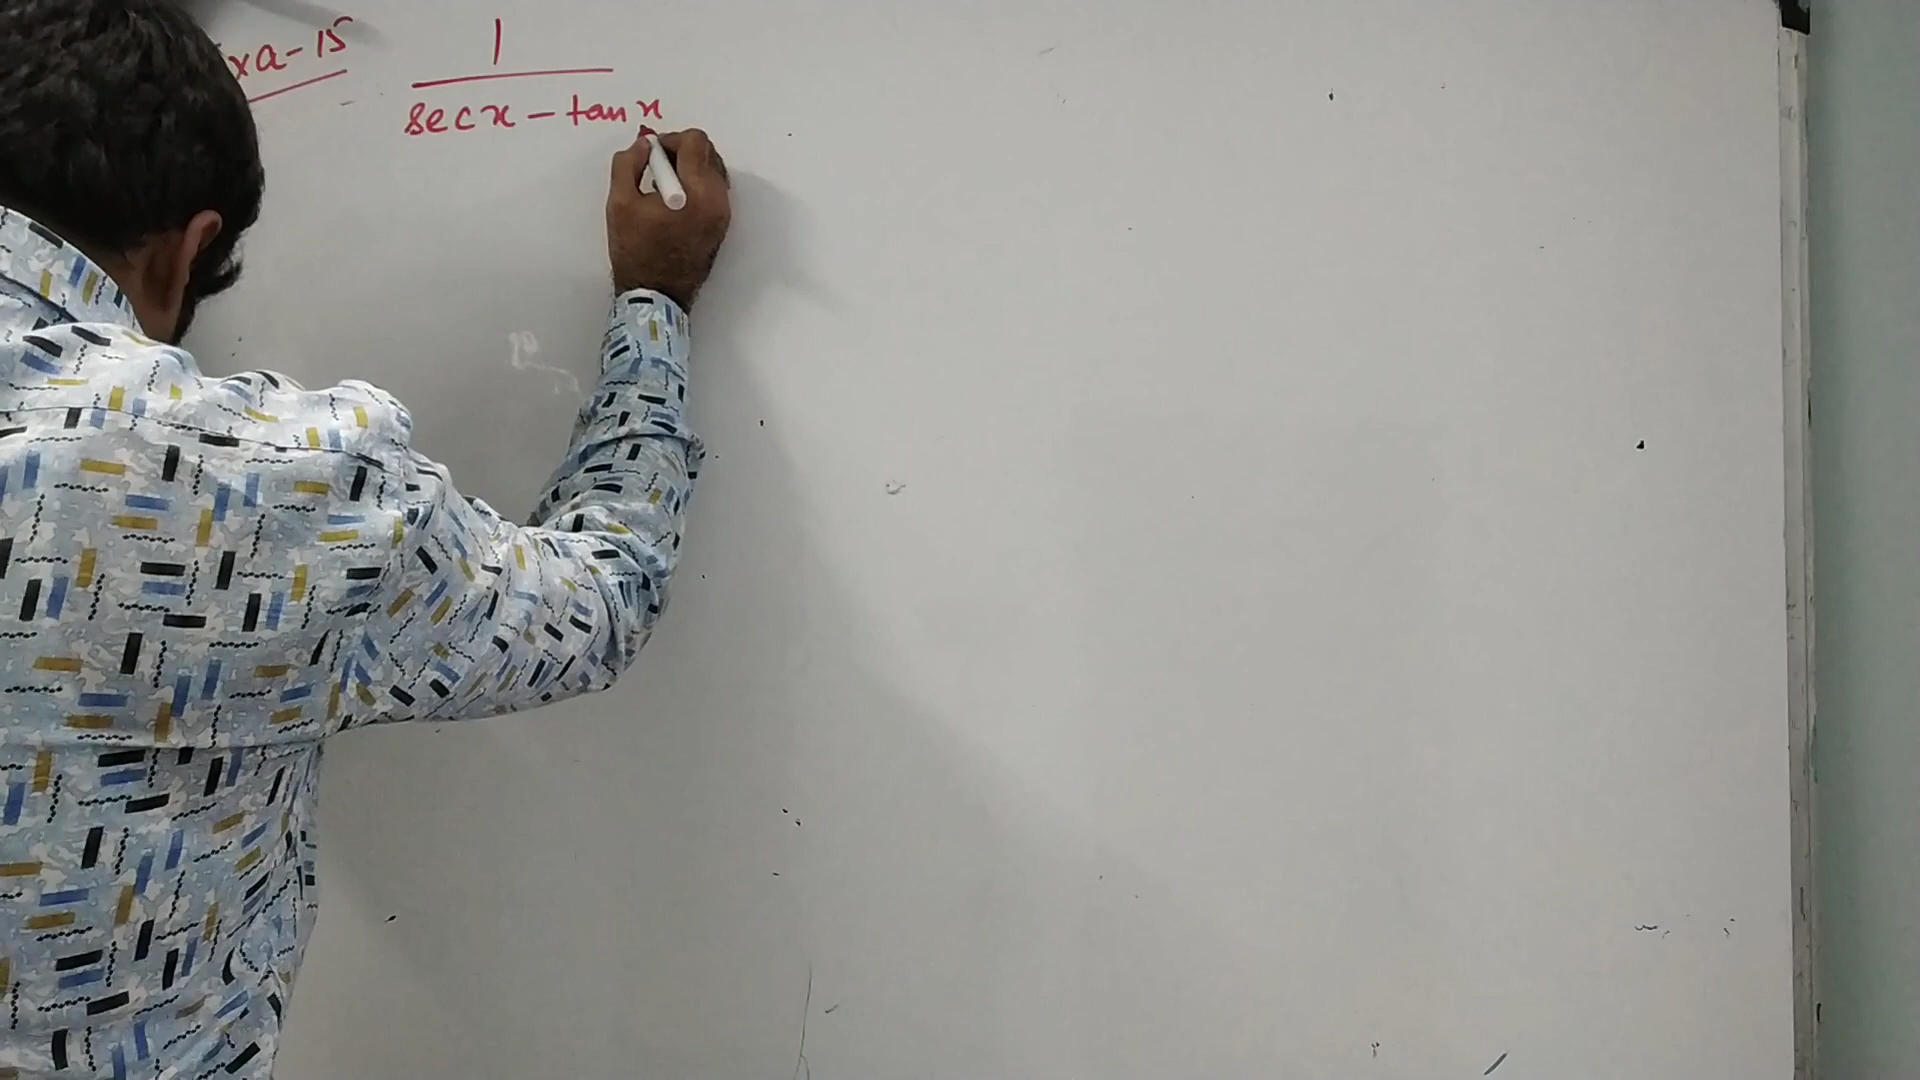 xa-15
1
sec x - tan x